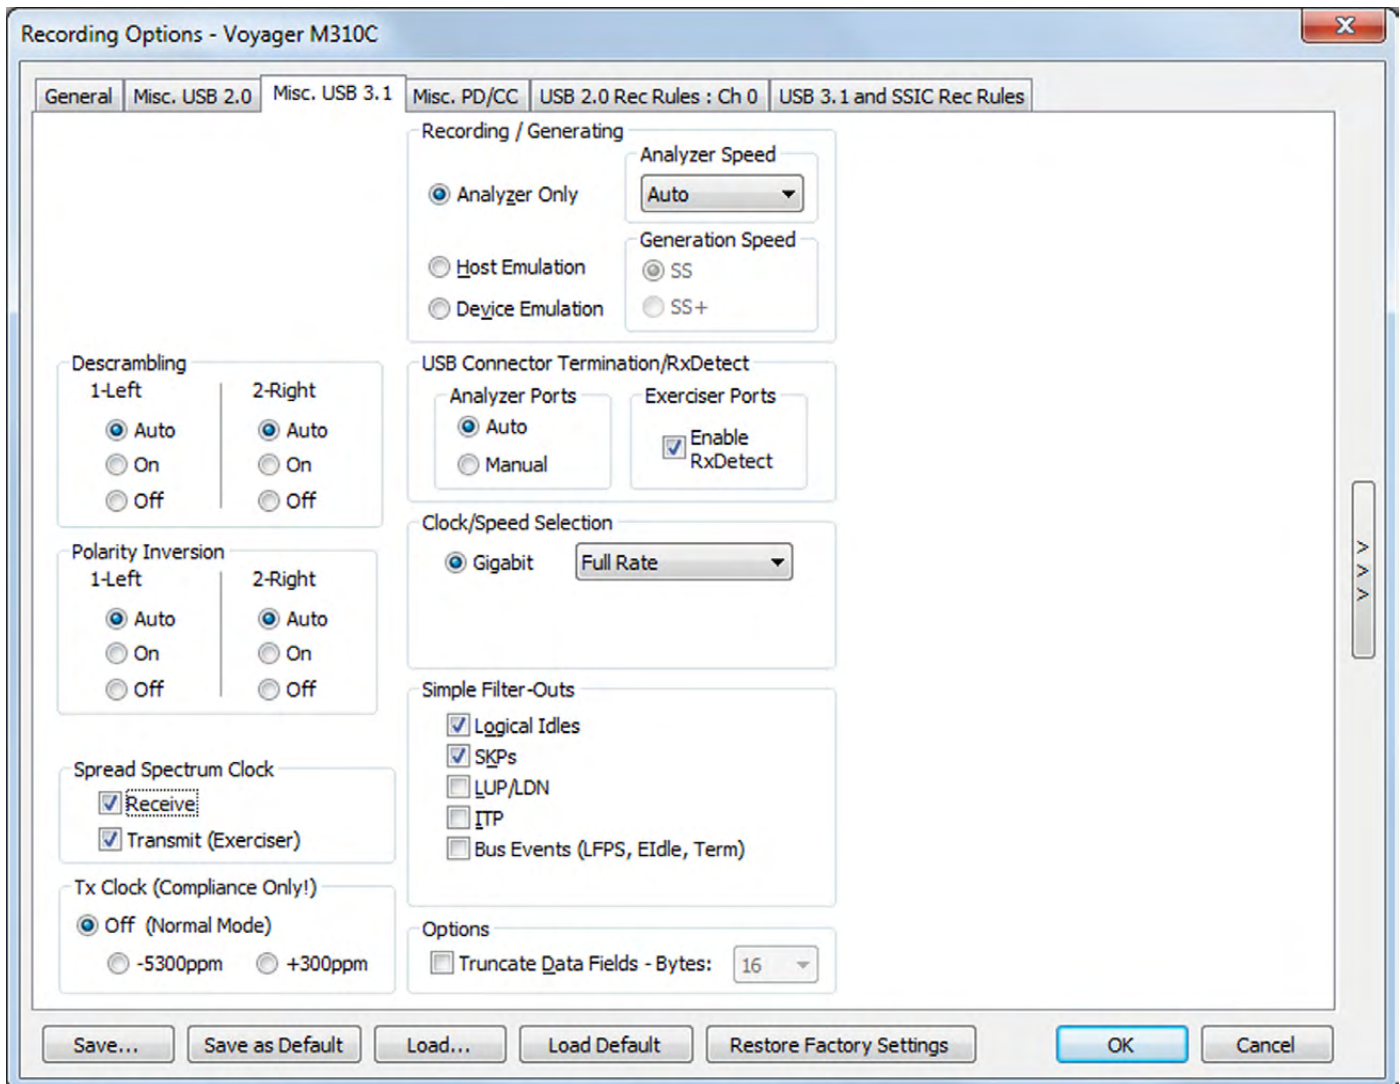 Recording Options - Voyager M310C
X
General Misc. USB 2.0 Misc. USB 3.1 Misc. PD/CC USB 2.0 Rec Rules : Ch 0 USB 3.1 and SSIC Rec Rules
Recording / Generating
Analyzer Only
Analyzer Speed
Auto
Host Emulation
Device Emulation
Generation Speed
SS
SS+
Descrambling
1-Left 2-Right
Auto Auto
On On
Off Off
USB Connector Termination/RxDetect
Analyzer Ports
Auto
Manual
Exerciser Ports
Enable
RxDetect
Polarity Inversion
1-Left 2-Right
Auto Auto
On On
Off Off
Clock/Speed Selection
Gigabit Full Rate
>
>
>
Simple Filter-Outs
Logical Idles
SKPs
LUP/LDN
ITP
Bus Events (LFPS, EIdle, Term)
Spread Spectrum Clock
Receive
Transmit (Exerciser)
Tx Clock (Compliance Only!)
Off (Normal Mode)
-5300ppm +300ppm
Options
Truncate Data Fields - Bytes: 16
Save... Save as Default Load... Load Default Restore Factory Settings OK Cancel